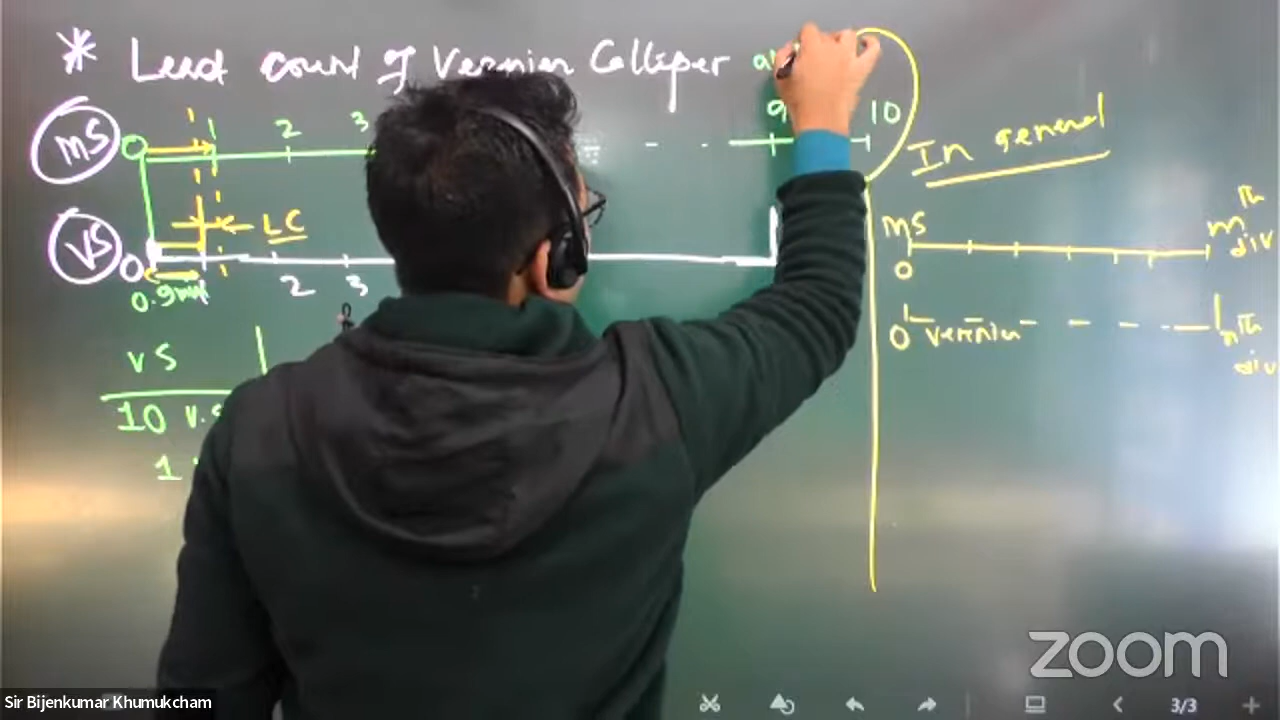 * Least count of Vernier Calliper
MS 0 1 2 3 9 10
In general
LC
VS 0 2 3
0.9mm
MS mth div
0
0 Vernier nth div
VS
10 V.S
1
zoom
Sir Bijenkumar Khumukcham
3/3